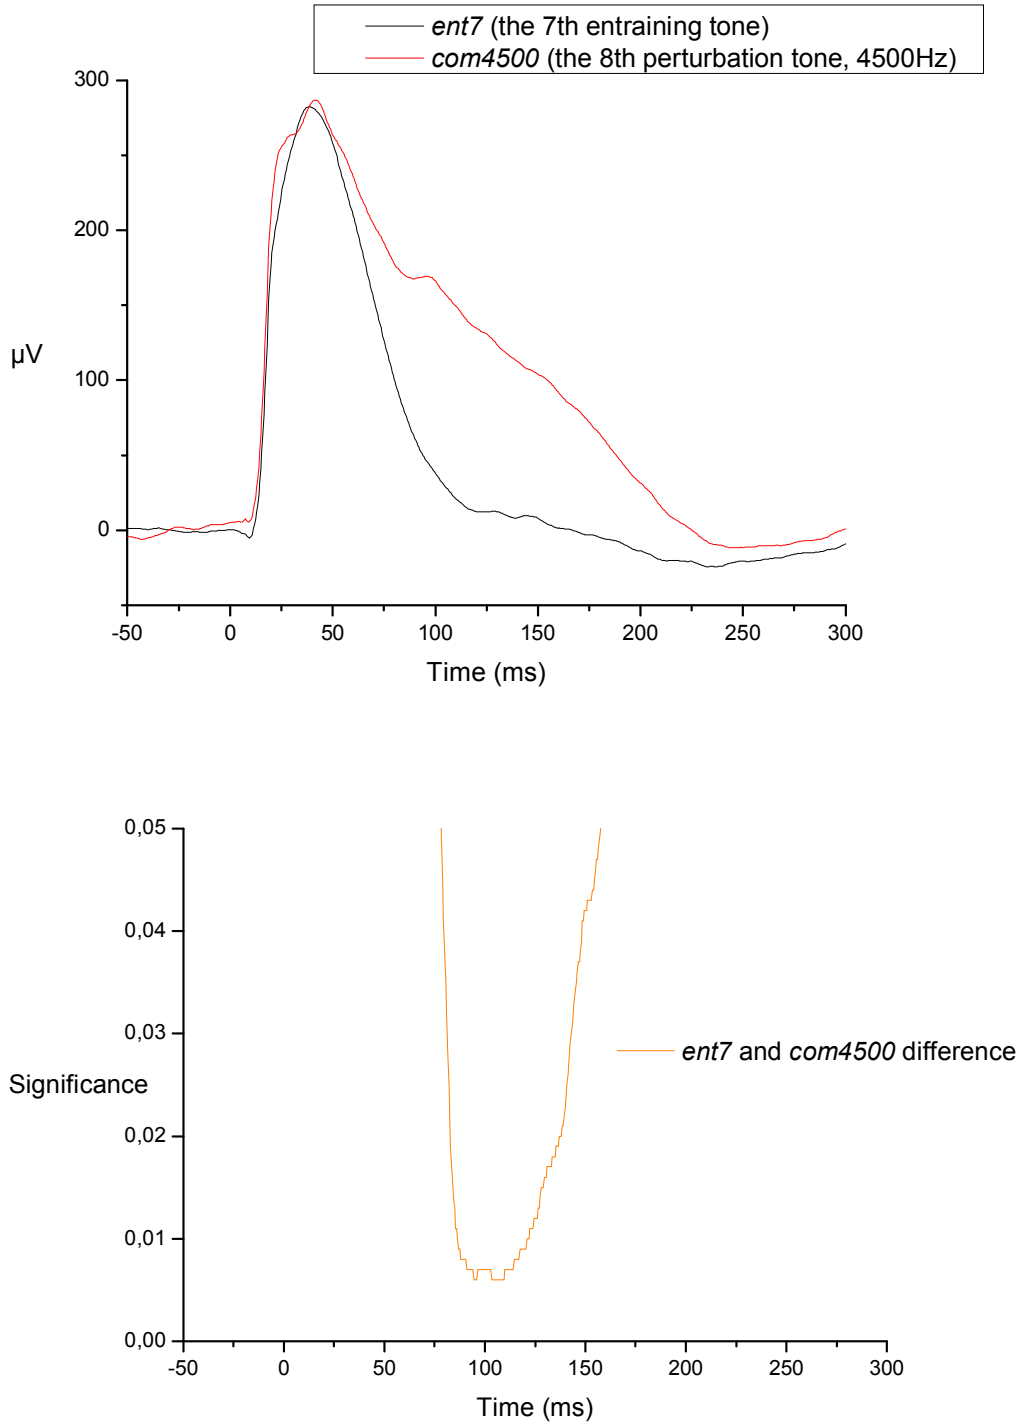 ent7 (the 7th entraining tone)
com4500 (the 8th perturbation tone, 4500Hz)
300
200
100
0
µV
-50 0 50 100 150 200 250 300
Time (ms)
0,05
0,04
0,03
0,02
0,01
0,00
Significance
ent7 and com4500 difference
-50 0 50 100 150 200 250 300
Time (ms)